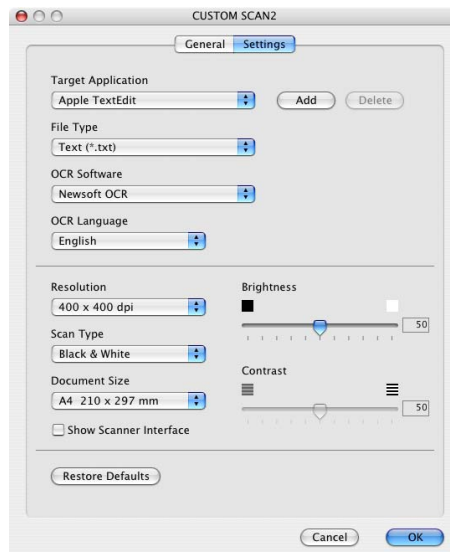 CUSTOM SCAN2
General Settings
Target Application
Apple TextEdit Add Delete
File Type
Text (*.txt)
OCR Software
Newsoft OCR
OCR Language
English
Resolution
400 x 400 dpi
Scan Type
Black & White
Document Size
A4 210 x 297 mm
Show Scanner Interface
Brightness
50
Contrast
50
Restore Defaults
Cancel OK